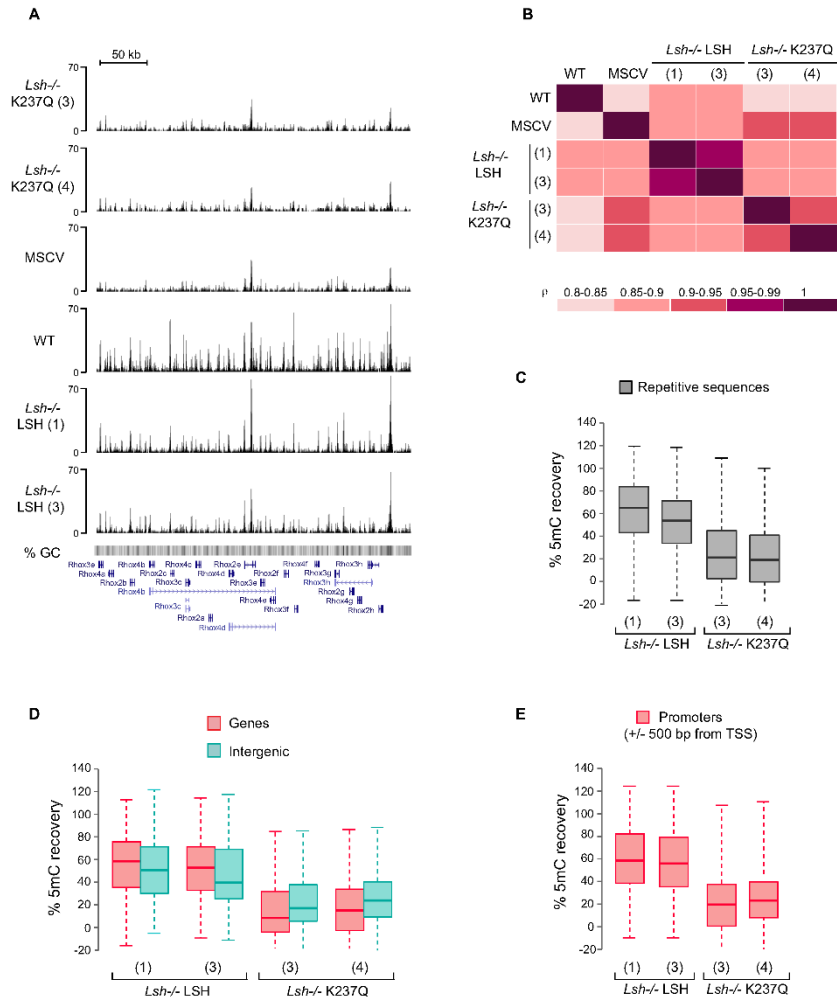 A
50 kb
70
Lsh-/-
K237Q (3)
0
70
Lsh-/-
K237Q (4)
0
70
MSCV
0
70
WT
0
70
Lsh-/-
LSH (1)
0
70
Lsh-/-
LSH (3)
0
% GC
Rhox3e Rhox4b Rhox4c Rhox2e Rhox4f Rhox3h
Rhox4a Rhox2c Rhox4d Rhox2f Rhox3g
Rhox2b Rhox3c Rhox3e Rhox3h
Rhox4b Rhox4e Rhox2g
Rhox3c Rhox3f Rhox4g
Rhox2a Rhox2h
Rhox4d
B
Lsh-/- LSH Lsh-/- K237Q
WT MSCV (1) (3) (3) (4)
WT
MSCV
Lsh-/-
LSH
(1)
(3)
Lsh-/-
K237Q
(3)
(4)
0.8-0.85 0.85-0.9 0.9-0.95 0.95-0.99 1
C
Repetitive sequences
% 5mC recovery
140
120
100
80
60
40
20
0
-20
(1) (3) (3) (4)
Lsh-/- LSH Lsh-/- K237Q
D
Genes
Intergenic
% 5mC recovery
140
120
100
80
60
40
20
0
-20
(1) (3) (3) (4)
Lsh-/- LSH Lsh-/- K237Q
E
Promoters
(+/- 500 bp from TSS)
% 5mC recovery
140
120
100
80
60
40
20
0
-20
(1) (3) (3) (4)
Lsh-/- LSH Lsh-/- K237Q